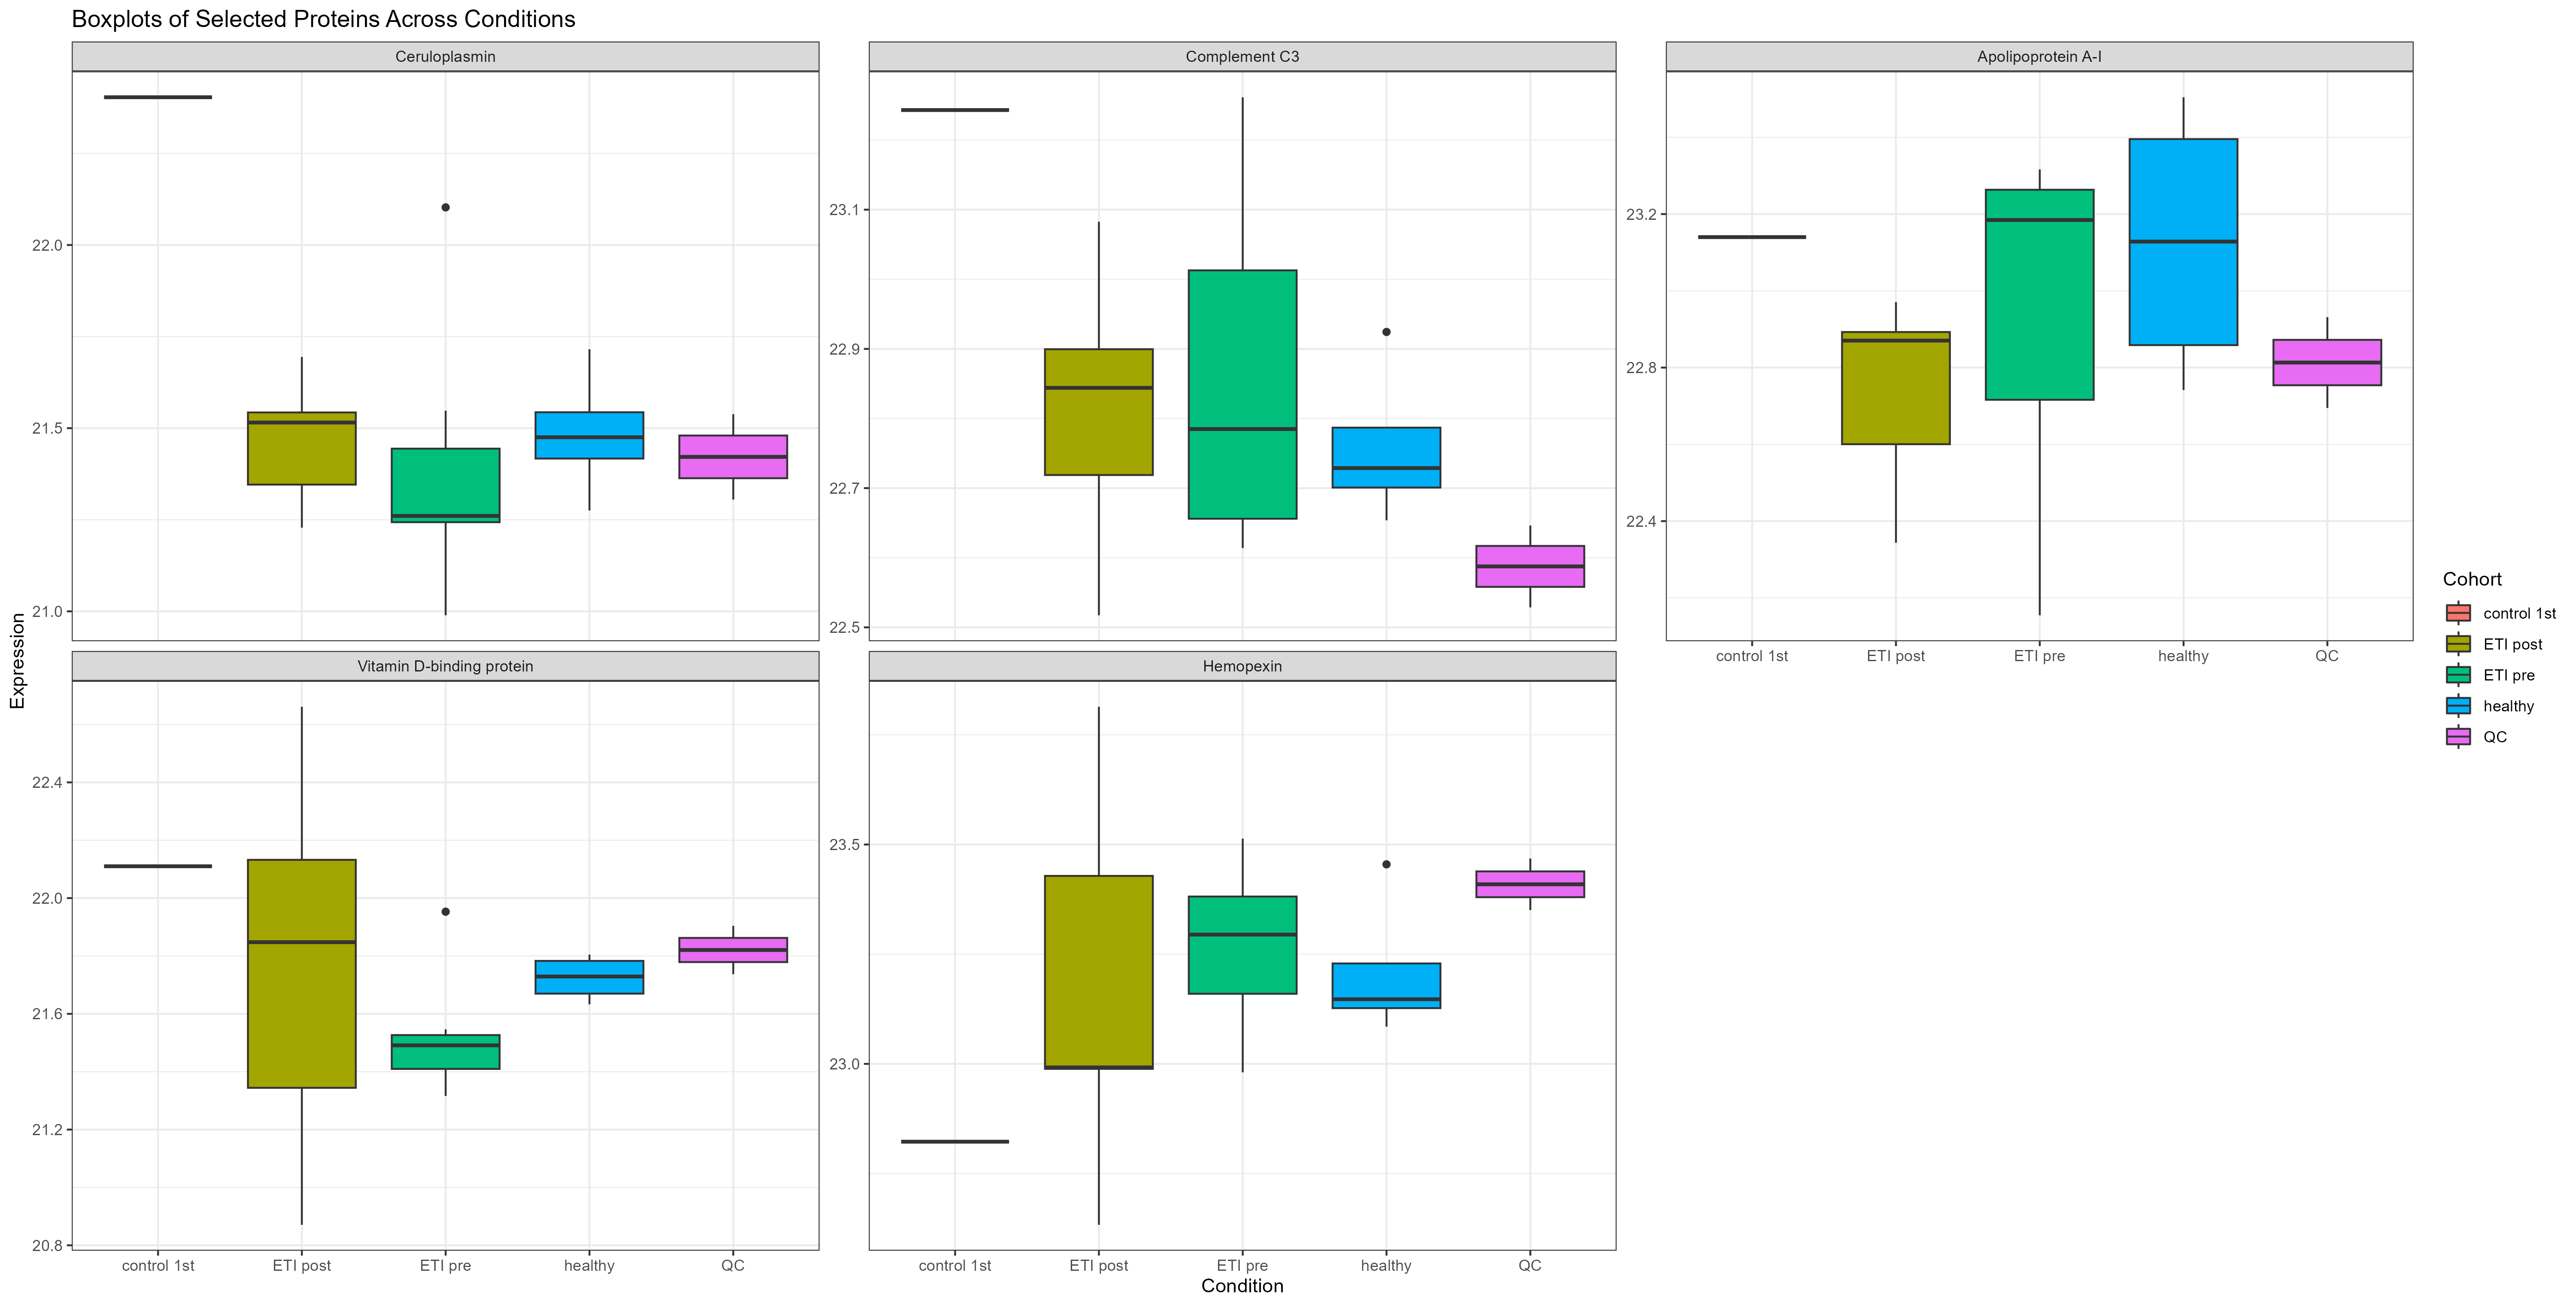 Boxplots of Selected Proteins Across Conditions
Ceruloplasmin
Complement C3
Apolipoprotein A-I
22.0
21.5
21.0
23.1
22.9
22.7
22.5
23.2
22.8
22.4
control 1st
ETI post
ETI pre
healthy
QC
Expression
Vitamin D-binding protein
Hemopexin
22.4
22.0
21.6
21.2
20.8
23.5
23.0
control 1st
ETI post
ETI pre
healthy
QC
control 1st
ETI post
ETI pre
healthy
QC
Condition
Cohort
control 1st
ETI post
ETI pre
healthy
QC